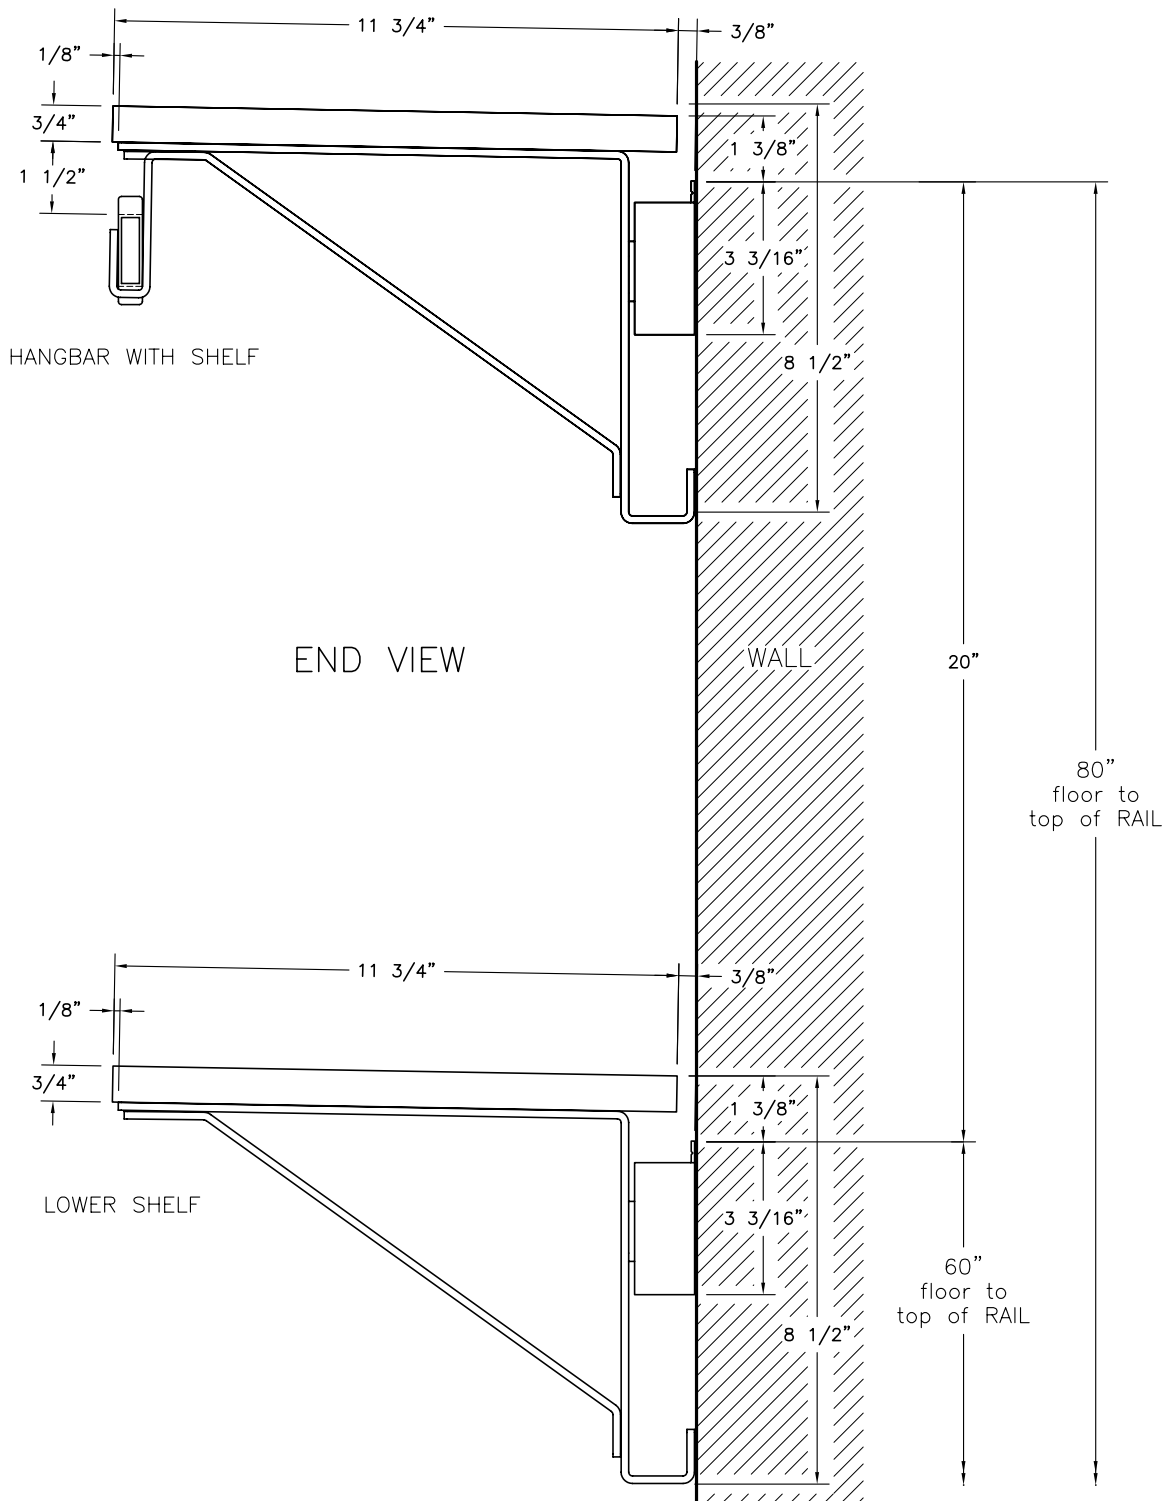 11 3/4”
3/8”
1/8”
3/4”
1 3/8”
1 1/2”
3 3/16”
HANGBAR WITH SHELF
8 1/2”
END VIEW
WALL
20”
80”
floor to
top of RAIL
11 3/4”
3/8”
1/8”
3/4”
1 3/8”
LOWER SHELF
3 3/16”
60”
floor to
top of RAIL
8 1/2”